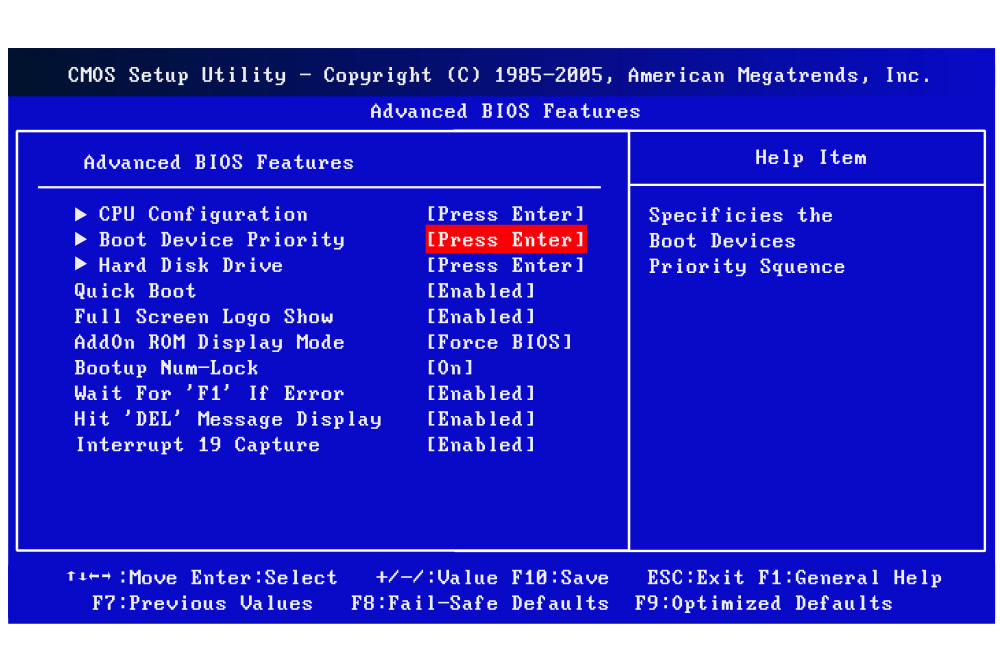 CMOS Setup Utility – Copyright (C) 1985–2005, American Megatrends, Inc.
Advanced BIOS Features
Advanced BIOS Features
▶ CPU Configuration [Press Enter]
▶ Boot Device Priority [Press Enter]
▶ Hard Disk Drive [Press Enter]
Quick Boot [Enabled]
Full Screen Logo Show [Enabled]
AddOn ROM Display Mode [Force BIOS]
Bootup Num–Lock [On]
Wait For 'F1' If Error [Enabled]
Hit 'DEL' Message Display [Enabled]
Interrupt 19 Capture [Enabled]
Help Item
Specificies the
Boot Devices
Priority Squence
↑↓←→:Move Enter:Select +/–/:Value F10:Save ESC:Exit F1:General Help
F7:Previous Values F8:Fail–Safe Defaults F9:Optimized Defaults